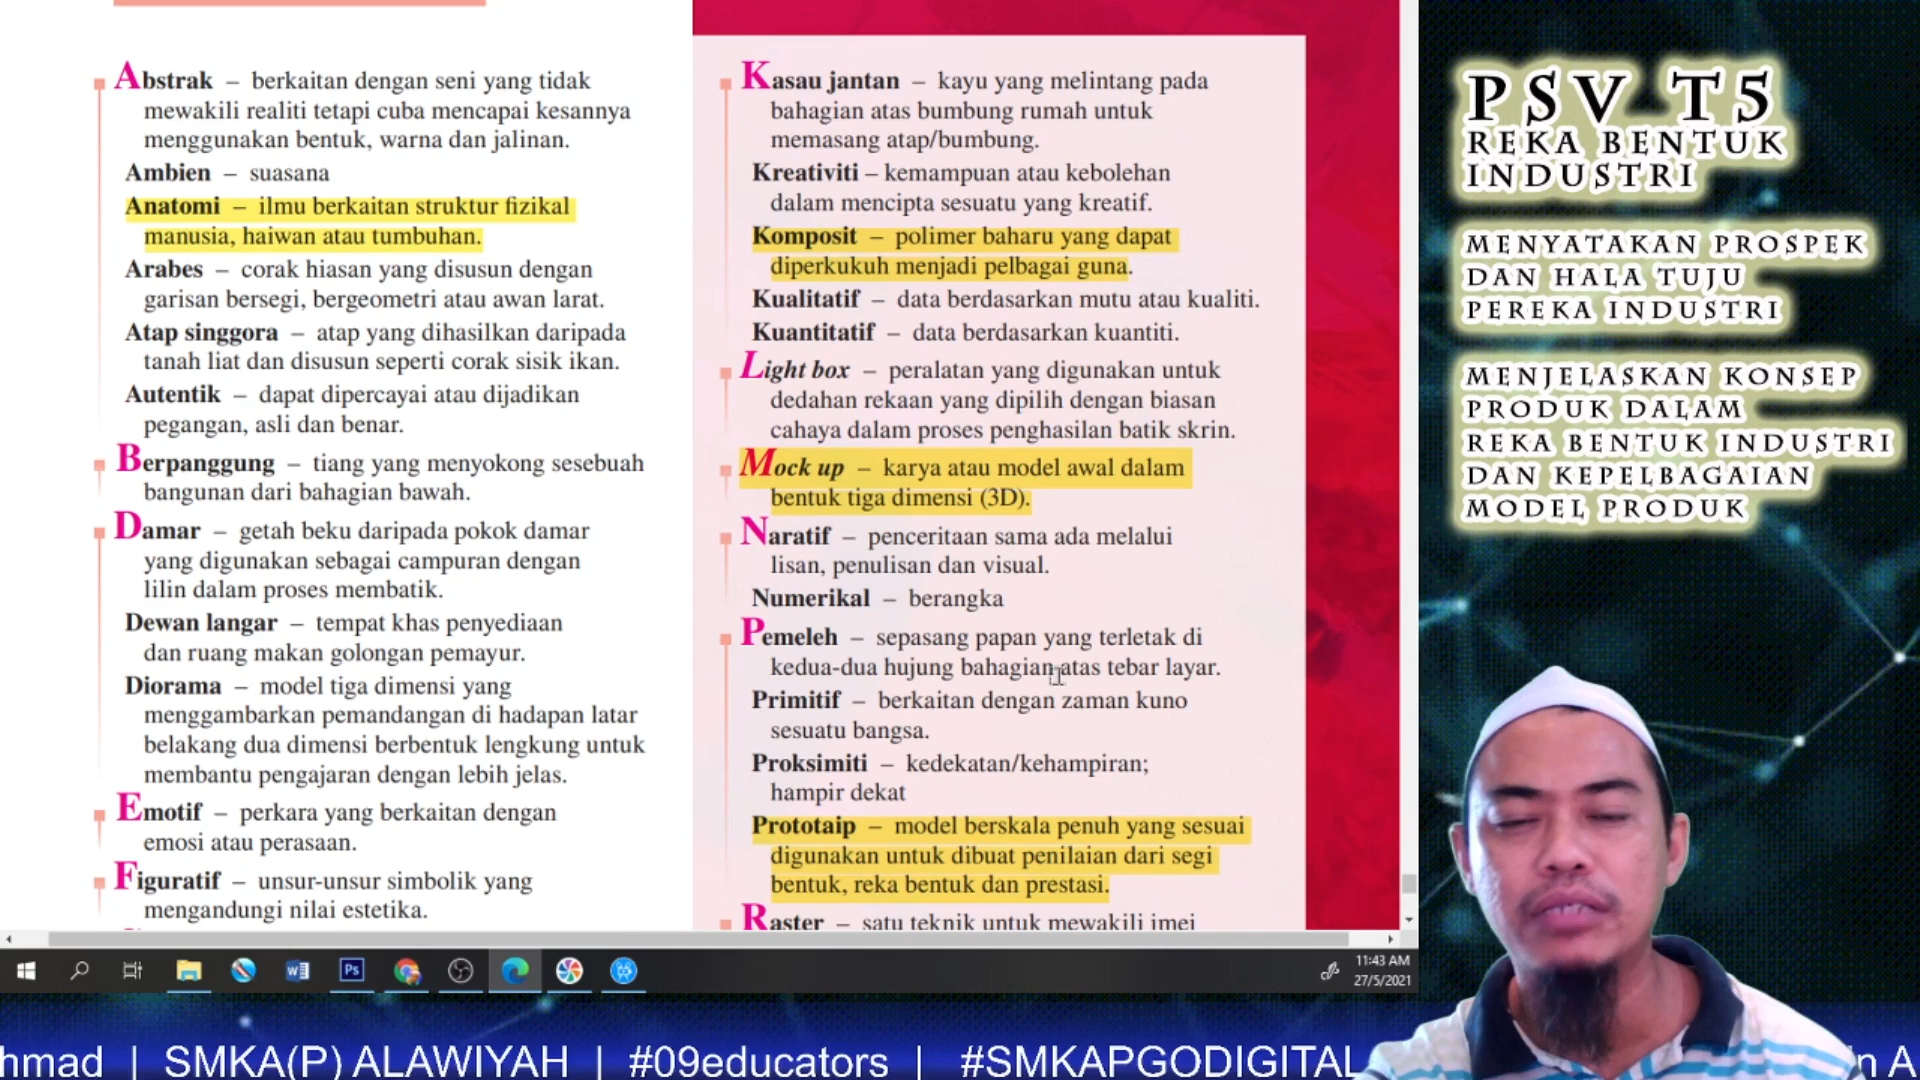 Abstrak – berkaitan dengan seni yang tidak
mewakili realiti tetapi cuba mencapai kesannya
menggunakan bentuk, warna dan jalinan.
Ambien – suasana
Anatomi – ilmu berkaitan struktur fizikal
manusia, haiwan atau tumbuhan.
Arabes – corak hiasan yang disusun dengan
garisan bersegi, bergeometri atau awan larat.
Atap singgora – atap yang dihasilkan daripada
tanah liat dan disusun seperti corak sisik ikan.
Autentik – dapat dipercayai atau dijadikan
pegangan, asli dan benar.
Berpanggung – tiang yang menyokong sesebuah
bangunan dari bahagian bawah.
Damar – getah beku daripada pokok damar
yang digunakan sebagai campuran dengan
lilin dalam proses membatik.
Dewan langar – tempat khas penyediaan
dan ruang makan golongan pemayur.
Diorama – model tiga dimensi yang
menggambarkan pemandangan di hadapan latar
belakang dua dimensi berbentuk lengkung untuk
membantu pengajaran dengan lebih jelas.
Emotif – perkara yang berkaitan dengan
emosi atau perasaan.
Figuratif – unsur-unsur simbolik yang
mengandungi nilai estetika.
Kasau jantan – kayu yang melintang pada
bahagian atas bumbung rumah untuk
memasang atap/bumbung.
Kreativiti – kemampuan atau kebolehan
dalam mencipta sesuatu yang kreatif.
Komposit – polimer baharu yang dapat
diperkukuh menjadi pelbagai guna.
Kualitatif – data berdasarkan mutu atau kualiti.
Kuantitatif – data berdasarkan kuantiti.
Light box – peralatan yang digunakan untuk
dedahan rekaan yang dipilih dengan biasan
cahaya dalam proses penghasilan batik skrin.
Mock up – karya atau model awal dalam
bentuk tiga dimensi (3D).
Naratif – penceritaan sama ada melalui
lisan, penulisan dan visual.
Numerikal – berangka
Pemeleh – sepasang papan yang terletak di
kedua-dua hujung bahagian atas tebar layar.
Primitif – berkaitan dengan zaman kuno
sesuatu bangsa.
Proksimiti – kedekatan/kehampiran;
hampir dekat
Prototaip – model berskala penuh yang sesuai
digunakan untuk dibuat penilaian dari segi
bentuk, reka bentuk dan prestasi.
Raster – satu teknik untuk mewakili imej
PSV T5
REKA BENTUK
INDUSTRI
MENYATAKAN PROSPEK
DAN HALA TUJU
PEREKA INDUSTRI
MENJELASKAN KONSEP
PRODUK DALAM
REKA BENTUK INDUSTRI
DAN KEPELBAGAIAN
MODEL PRODUK
Ps
11:43 AM
27/5/2021
hmad | SMKA(P) ALAWIYAH | #09educators | #SMKAPGODIGITAL n A